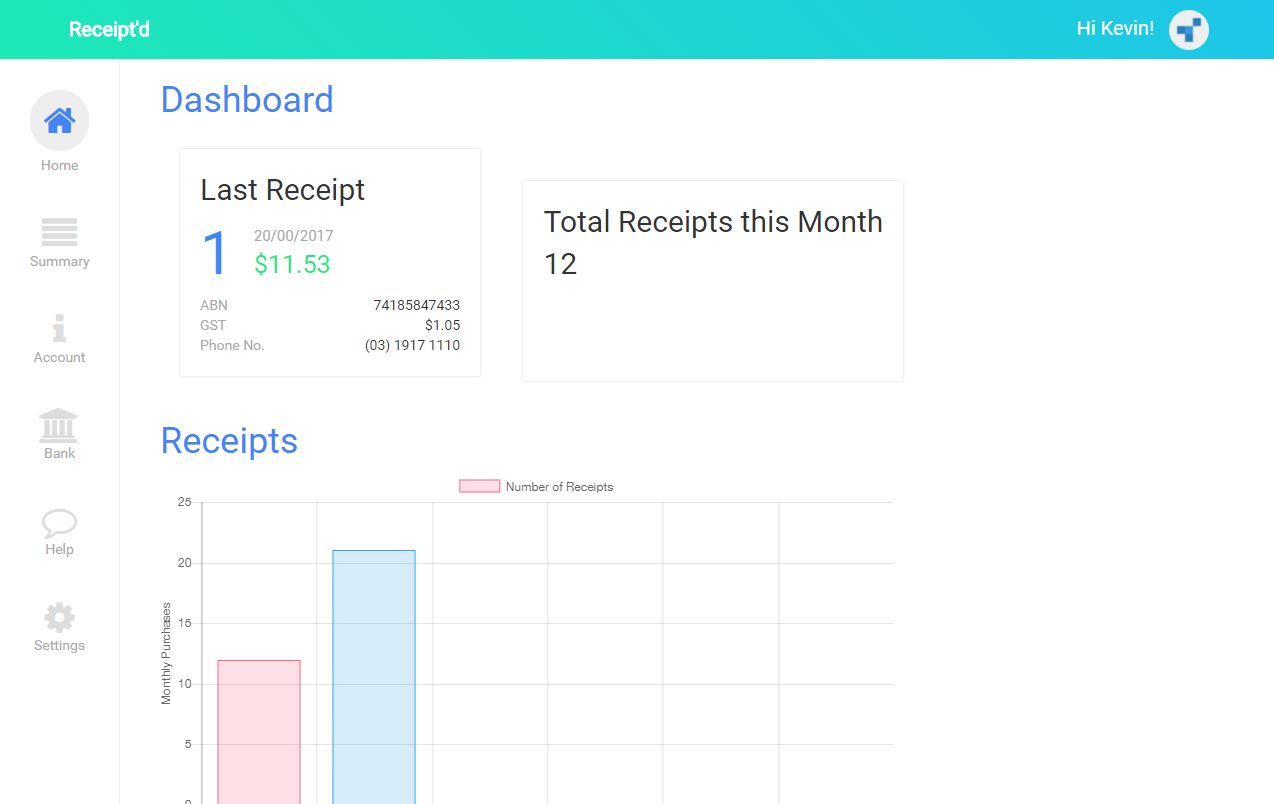 Receipt'd
Hi Kevin!
Home
Summary
Account
Bank
Help
Settings
Dashboard
Last Receipt
1
20/00/2017
$11.53
ABN 74185847433
GST $1.05
Phone No. (03) 1917 1110
Total Receipts this Month
12
Receipts
Number of Receipts
Monthly Purchases
25
20
15
10
5
0